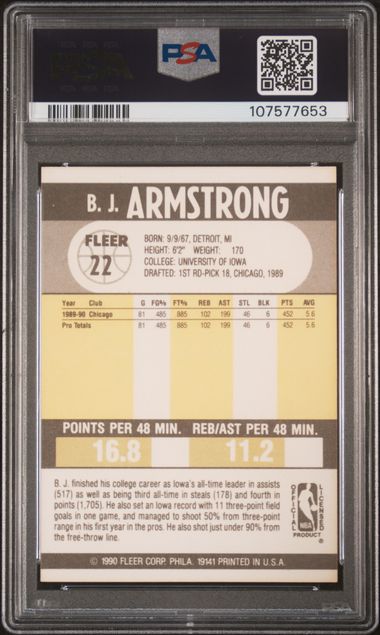 PSA
PSA
107577653
B. J. ARMSTRONG
FLEER
22
BORN: 9/9/67, DETROIT, MI
HEIGHT: 6'2" WEIGHT: 170
COLLEGE: UNIVERSITY OF IOWA
DRAFTED: 1ST RD-PICK 18, CHICAGO, 1989
Year Club G FG% FT% REB AST STL BLK PTS AVG
1989-90 Chicago 81 485 885 102 199 46 6 452 5.6
Pro Totals 81 485 885 102 199 46 6 452 5.6
POINTS PER 48 MIN. REB/AST PER 48 MIN.
16.8 11.2
B. J. finished his college career as Iowa's all-time leader in assists
(517) as well as being third all-time in steals (178) and fourth in
points (1,705). He also set an Iowa record with 11 three-point field
goals in one game, and managed to shoot 50% from three-point
range in his first year in the pros. He also shot just under 90% from
the free-throw line.
OFFICIAL LICENSED
NBA
PRODUCT
© 1990 FLEER CORP. PHILA. 19141 PRINTED IN U.S.A.